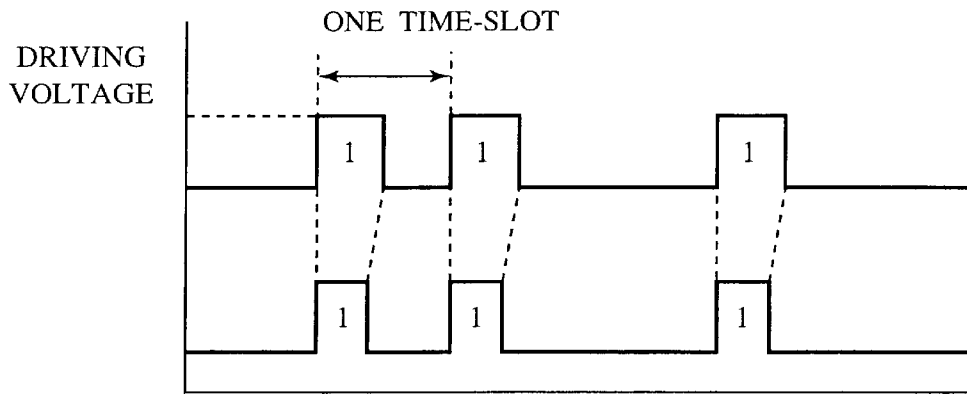 ONE TIME-SLOT
DRIVING
VOLTAGE
1 1 1
1 1 1